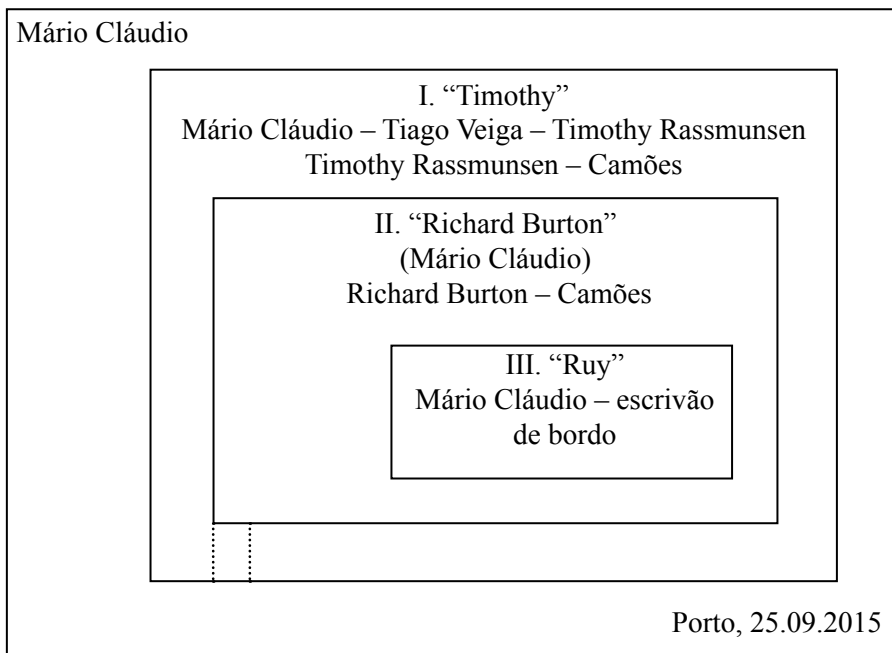 Mário Cláudio
I. “Timothy”
Mário Cláudio – Tiago Veiga – Timothy Rassmunsen
Timothy Rassmunsen – Camões
II. “Richard Burton”
(Mário Cláudio)
Richard Burton – Camões
III. “Ruy”
Mário Cláudio – escrivão
de bordo
Porto, 25.09.2015